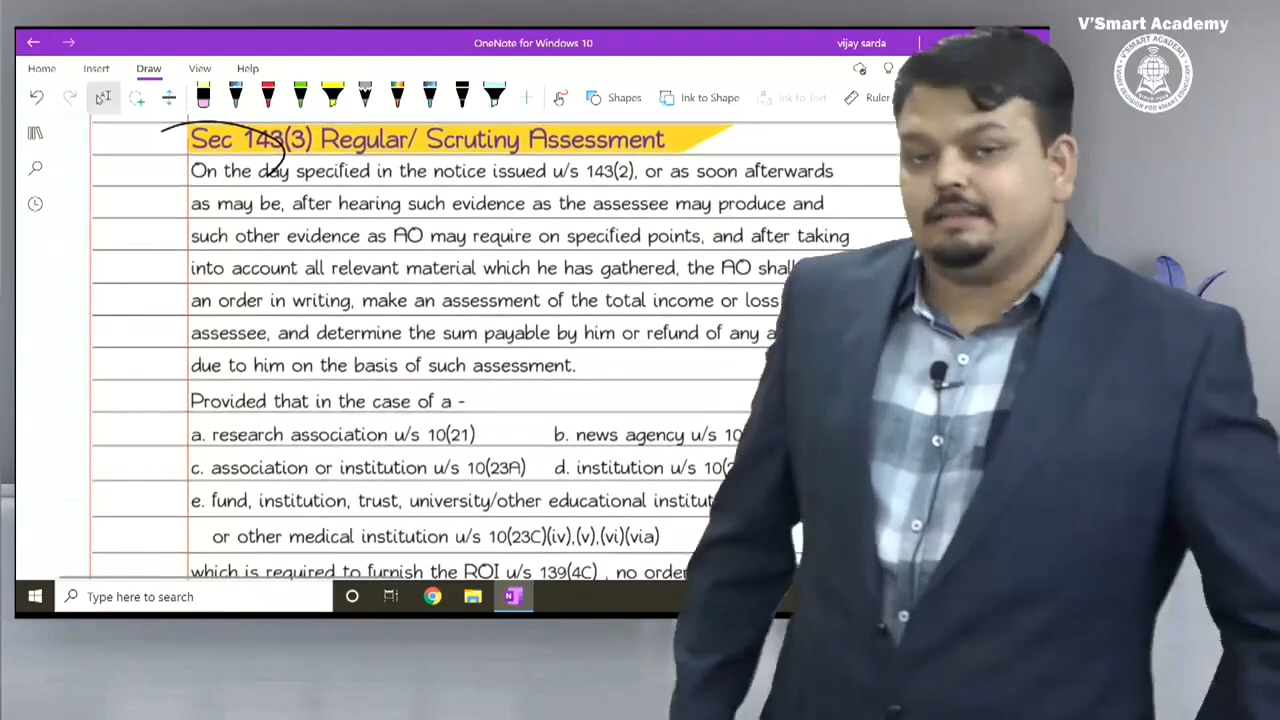 V'Smart Academy
OneNote for Windows 10
vijay sarda
Home Insert Draw View Help
Shapes Ink to Shape Ink to Text Ruler
Sec 143(3) Regular/ Scrutiny Assessment
On the day specified in the notice issued u/s 143(2), or as soon afterwards
as may be, after hearing such evidence as the assessee may produce and
such other evidence as AO may require on specified points, and after taking
into account all relevant material which he has gathered, the AO shall
an order in writing, make an assessment of the total income or loss
assessee, and determine the sum payable by him or refund of any
due to him on the basis of such assessment.
Provided that in the case of a -
a. research association u/s 10(21) b. news agency u/s
c. association or institution u/s 10(23A) d. institution u/s
e. fund, institution, trust, university/other educational
or other medical institution u/s 10(23C)(iv),(v),(vi)(via)
which is required to furnish the ROI u/s 139(4C) , no
Type here to search